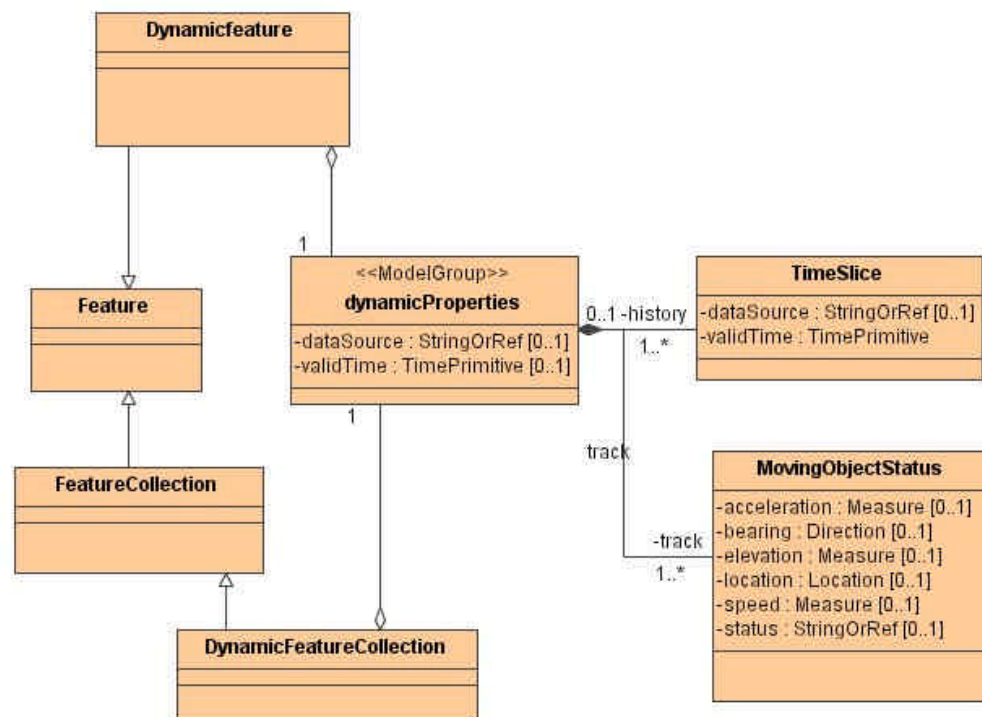 Dynamicfeature
1
<<ModelGroup>>
dynamicProperties
-dataSource : StringOrRef [0..1]
-validTime : TimePrimitive [0..1]
1
0..1 -history
1..*
TimeSlice
-dataSource : StringOrRef [0..1]
-validTime : TimePrimitive
Feature
FeatureCollection
DynamicFeatureCollection
track
-track
1..*
MovingObjectStatus
-acceleration : Measure [0..1]
-bearing : Direction [0..1]
-elevation : Measure [0..1]
-location : Location [0..1]
-speed : Measure [0..1]
-status : StringOrRef [0..1]